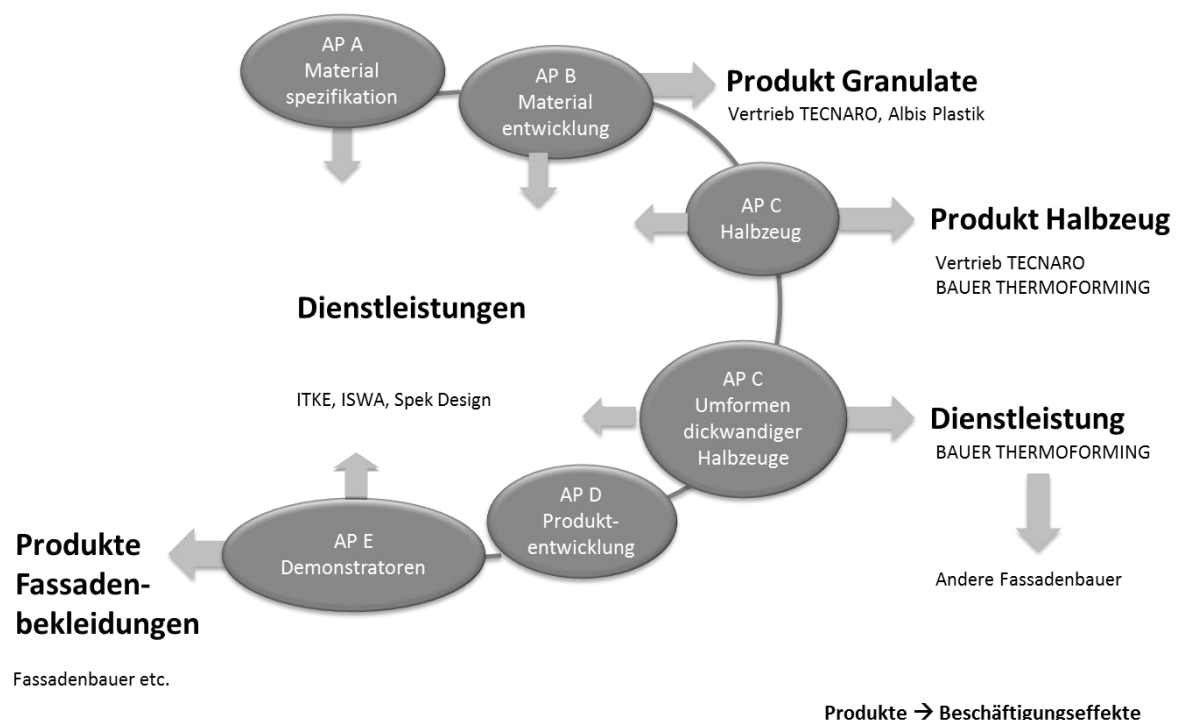 AP A
Material
spezifikation
AP B
Material
entwicklung
Produkt Granulate
Vertrieb TECNARO, Albis Plastik
AP C
Halbzeug
Produkt Halbzeug
Vertrieb TECNARO
BAUER THERMOFORMING
Dienstleistungen
ITKE, ISWA, Spek Design
AP C
Umformen
dickwandiger
Halbzeuge
Dienstleistung
BAUER THERMOFORMING
Andere Fassadenbauer
AP D
Produkt-
entwicklung
AP E
Demonstratoren
Produkte
Fassaden-
bekleidungen
Fassadenbauer etc.
Produkte → Beschäftigungseffekte